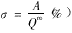 σ = A / Q^m (%)